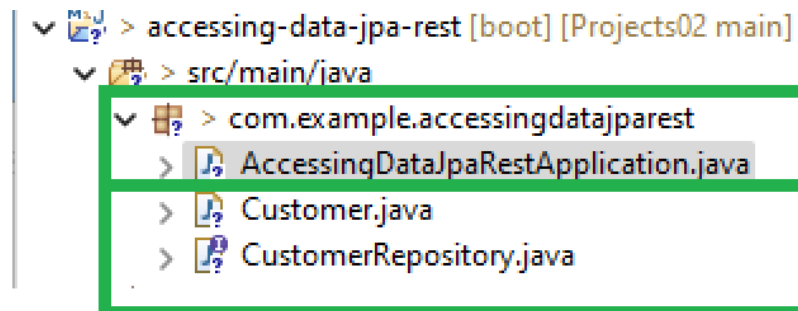 > accessing-data-jpa-rest [boot] [Projects02 main]
> src/main/java
> com.example.accessingdatajparest
> AccessingDataJpaRestApplication.java
> Customer.java
> CustomerRepository.java